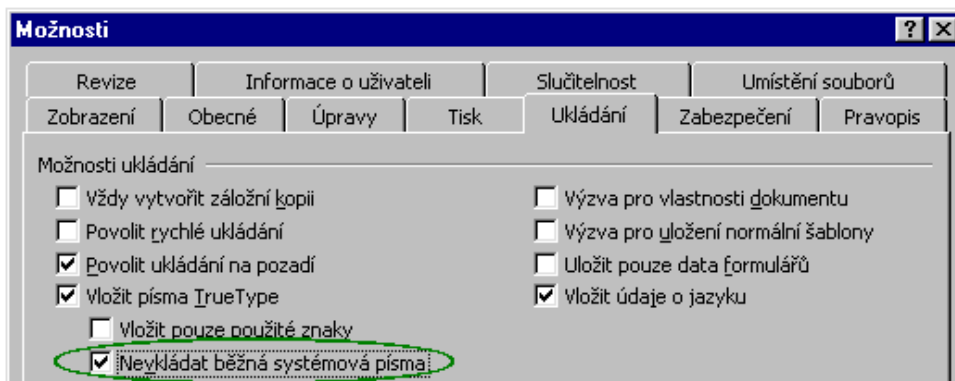 Možnosti
Revize Informace o uživateli Slučitelnost Umístění souborů
Zobrazení Obecné Úpravy Tisk Ukládání Zabezpečení Pravopis
Možnosti ukládání
Vždy vytvořit záložní kopii
Povolit rychlé ukládání
Povolit ukládání na pozadí
Vložit písma TrueType
Vložit pouze použité znaky
Nevkládat běžná systémová písma
Výzva pro vlastnosti dokumentu
Výzva pro uložení normální šablony
Uložit pouze data formulářů
Vložit údaje o jazyku